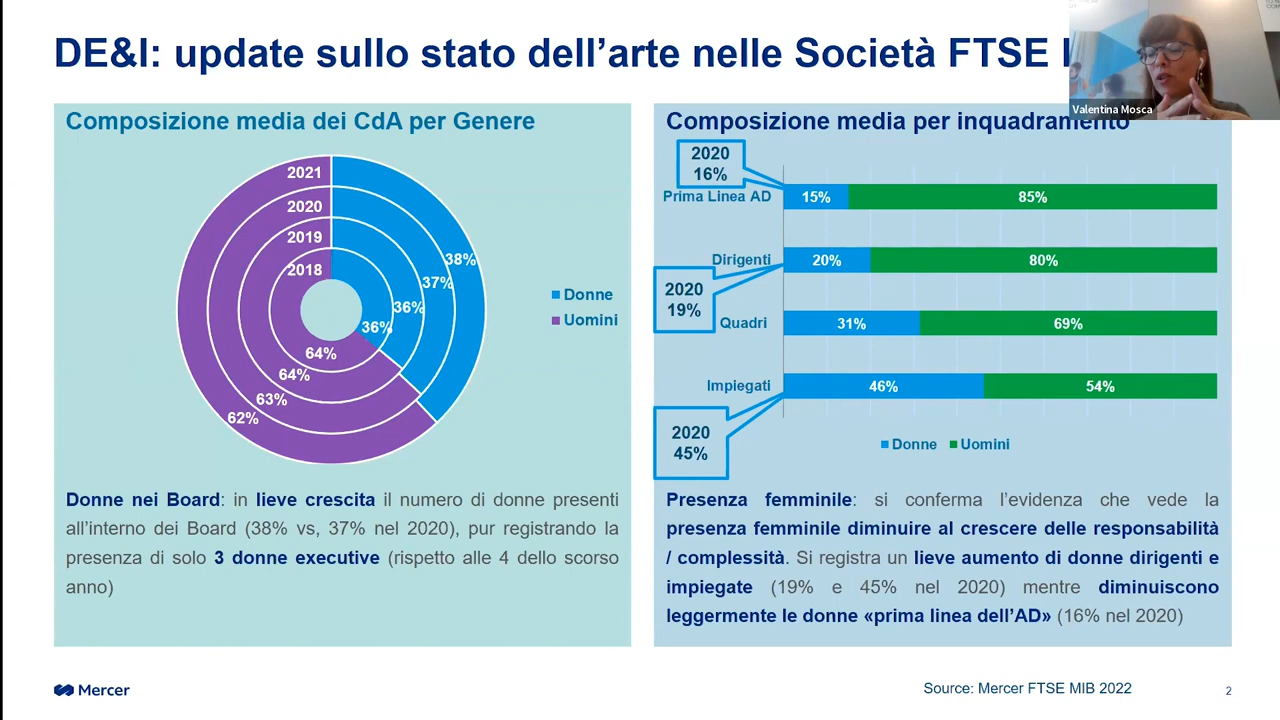 DE&I: update sullo stato dell’arte nelle Società FTSE
Valentina Mosca
Composizione media dei CdA per Genere
2021
2020
2019
2018
38%
37%
36%
36%
64%
64%
63%
62%
Donne
Uomini
Donne nei Board: in lieve crescita il numero di donne presenti
all’interno dei Board (38% vs, 37% nel 2020), pur registrando la
presenza di solo 3 donne executive (rispetto alle 4 dello scorso
anno)
Composizione media per inquadramento
2020
16%
Prima Linea AD
15%
85%
Dirigenti
20%
80%
2020
19%
Quadri
31%
69%
Impiegati
46%
54%
2020
45%
Donne
Uomini
Presenza femminile: si conferma l’evidenza che vede la
presenza femminile diminuire al crescere delle responsabilità
/ complessità. Si registra un lieve aumento di donne dirigenti e
impiegate (19% e 45% nel 2020) mentre diminuiscono
leggermente le donne «prima linea dell’AD» (16% nel 2020)
Mercer
Source: Mercer FTSE MIB 2022
2